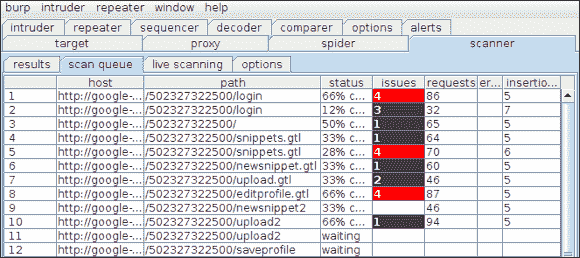 burp intruder repeater window help
intruder repeater sequencer decoder comparer options alerts
target proxy spider scanner
results scan queue live scanning options
host path status issues requests er... insertio...
1 http://google-... /502327322500/login 66% c... 4 86 5
2 http://google-... /502327322500/login 12% c... 3 32 7
3 http://google-... /502327322500/ 50% c... 1 65 5
4 http://google-... /502327322500/snippets.gtl 33% c... 1 64 5
5 http://google-... /502327322500/snippets.gtl 28% c... 4 70 6
6 http://google-... /502327322500/newsnippet.gtl 33% c... 1 60 5
7 http://google-... /502327322500/upload.gtl 33% c... 2 46 5
8 http://google-... /502327322500/editprofile.gtl 66% c... 4 87 5
9 http://google-... /502327322500/newsnippet2 33% c... 46 5
10 http://google-... /502327322500/upload2 66% c... 1 94 5
11 http://google-... /502327322500/upload2 waiting
12 http://google-... /502327322500/saveprofile waiting